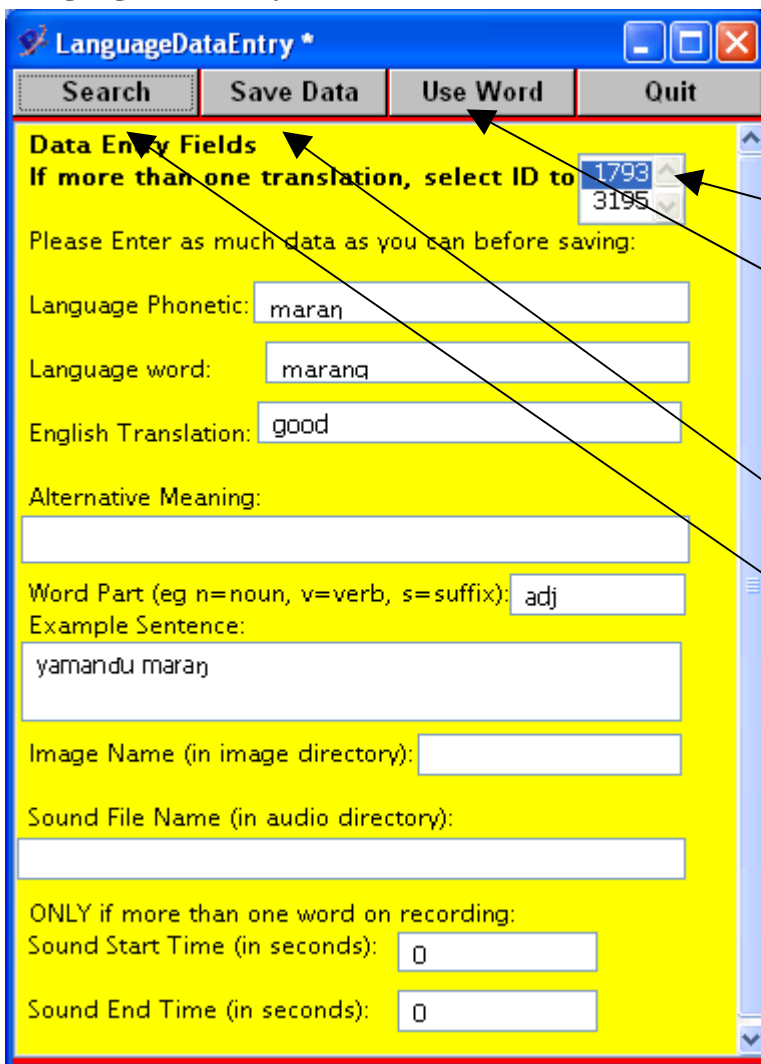 LanguageDataEntry *
Search Save Data Use Word Quit
Data Entry Fields
If more than one translation, select ID to 1793
3195
Please Enter as much data as you can before saving:
Language Phonetic: maraŋ
Language word: marang
English Translation: good
Alternative Meaning:
Word Part (eg n=noun, v=verb, s=suffix): adj
Example Sentence:
yamandu maraŋ
Image Name (in image directory):
Sound File Name (in audio directory):
ONLY if more than one word on recording:
Sound Start Time (in seconds): 0
Sound End Time (in seconds): 0